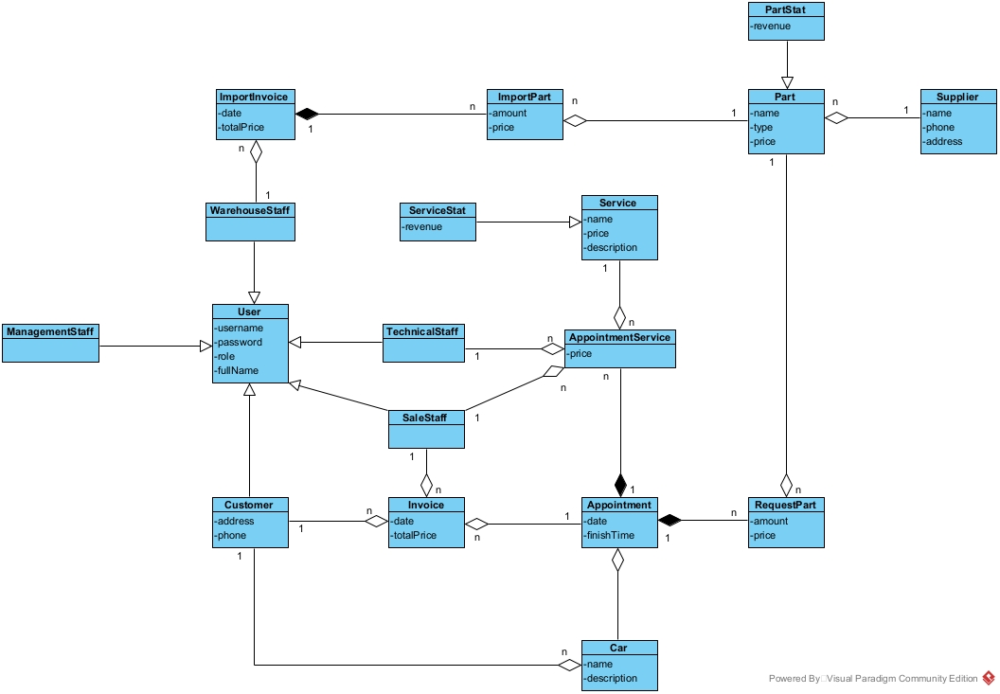 PartStat
-revenue
ImportInvoice
-date
-totalPrice
n
1
ImportPart
-amount
-price
n
1
Part
-name
-type
-price
n
1
Supplier
-name
-phone
-address
n
1
1
WarehouseStaff
ServiceStat
-revenue
Service
-name
-price
-description
1
n
User
-username
-password
-role
-fullName
ManagementStaff
TechnicalStaff
1
n
AppointmentService
-price
n
n
SaleStaff
1
1
n
1
n
Customer
-address
-phone
1
n
1
Invoice
-date
-totalPrice
n
1
Appointment
-date
-finishTime
1
n
RequestPart
-amount
-price
n
Car
-name
-description
Powered By Visual Paradigm Community Edition